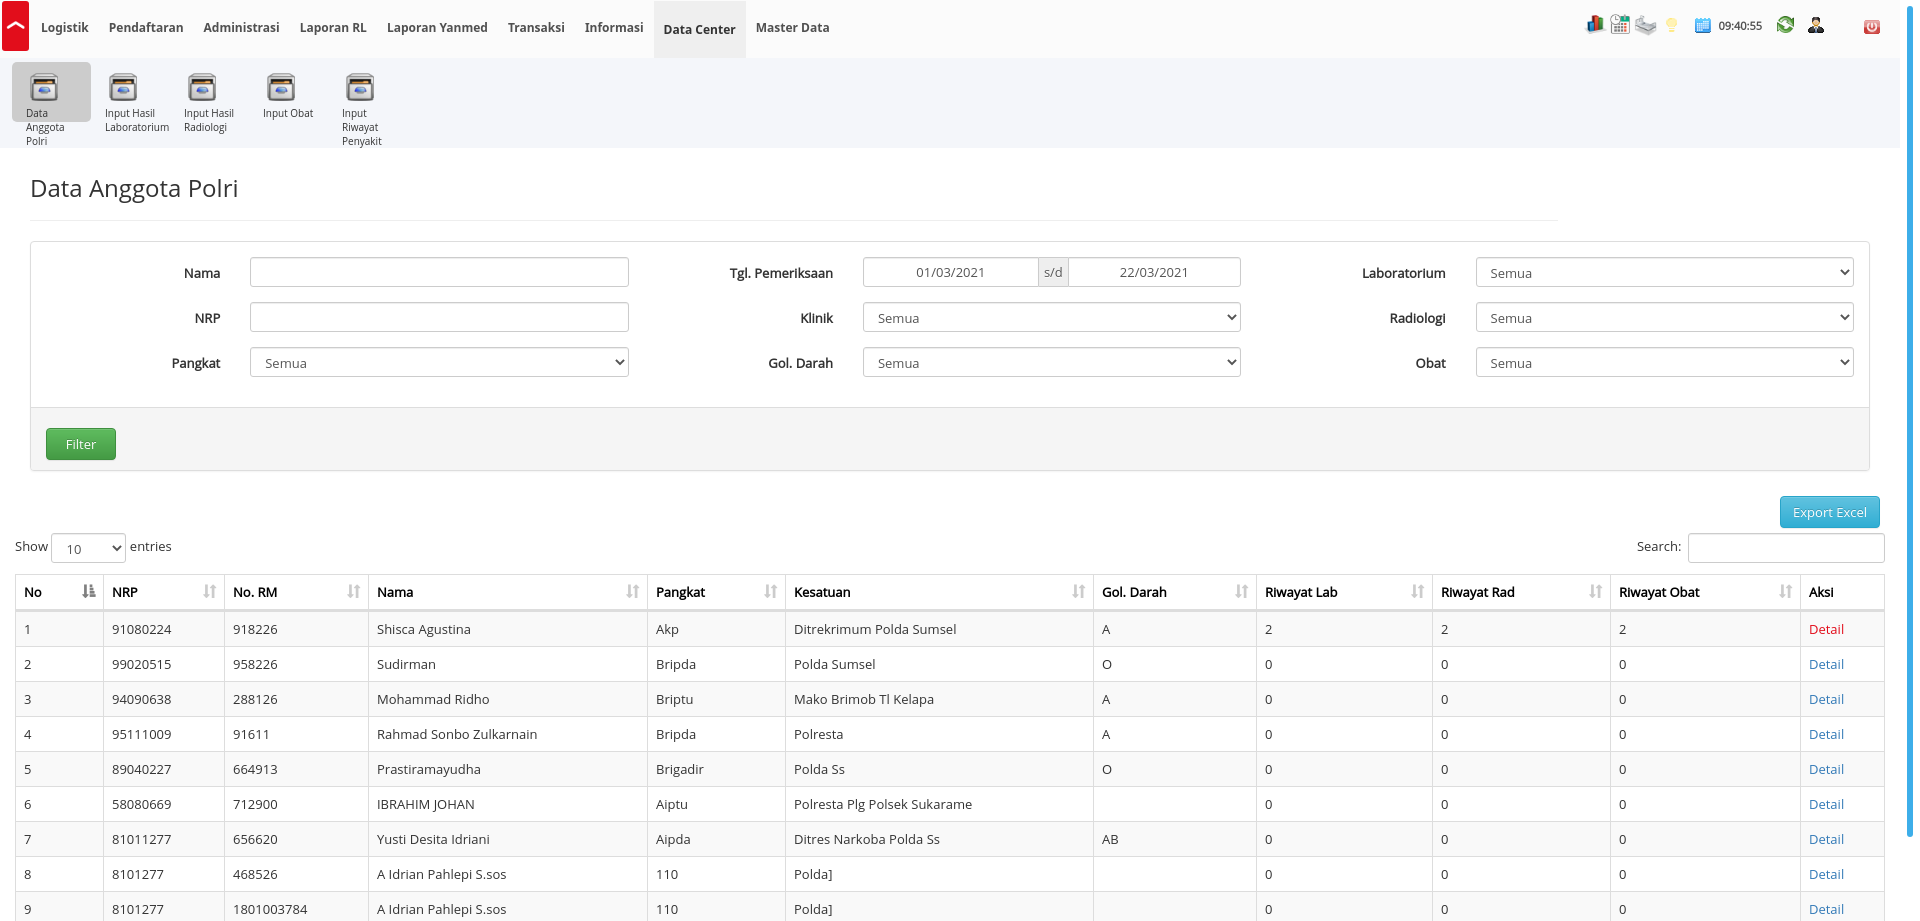 Logistik Pendaftaran Administrasi Laporan RL Laporan Yanmed Transaksi Informasi Data Center Master Data 09:40:55
Data Anggota Polri
Input Hasil Laboratorium
Input Hasil Radiologi
Input Obat
Input Riwayat Penyakit
Data Anggota Polri
Nama Tgl. Pemeriksaan 01/03/2021 s/d 22/03/2021 Laboratorium Semua
NRP Klinik Semua Radiologi Semua
Pangkat Semua Gol. Darah Semua Obat Semua
Filter
Export Excel
Show 10 entries Search:
No NRP No. RM Nama Pangkat Kesatuan Gol. Darah Riwayat Lab Riwayat Rad Riwayat Obat Aksi
1 91080224 918226 Shisca Agustina Akp Ditrekrimum Polda Sumsel A 2 2 2 Detail
2 99020515 958226 Sudirman Bripda Polda Sumsel O 0 0 0 Detail
3 94090638 288126 Mohammad Ridho Briptu Mako Brimob Tl Kelapa A 0 0 0 Detail
4 95111009 91611 Rahmad Sonbo Zulkarnain Bripda Polresta A 0 0 0 Detail
5 89040227 664913 Prastiramayudha Brigadir Polda Ss O 0 0 0 Detail
6 58080669 712900 IBRAHIM JOHAN Aiptu Polresta Plg Polsek Sukarame 0 0 0 Detail
7 81011277 656620 Yusti Desita Idriani Aipda Ditres Narkoba Polda Ss AB 0 0 0 Detail
8 8101277 468526 A Idrian Pahlepi S.sos 110 Polda] 0 0 0 Detail
9 8101277 1801003784 A Idrian Pahlepi S.sos 110 Polda] 0 0 0 Detail